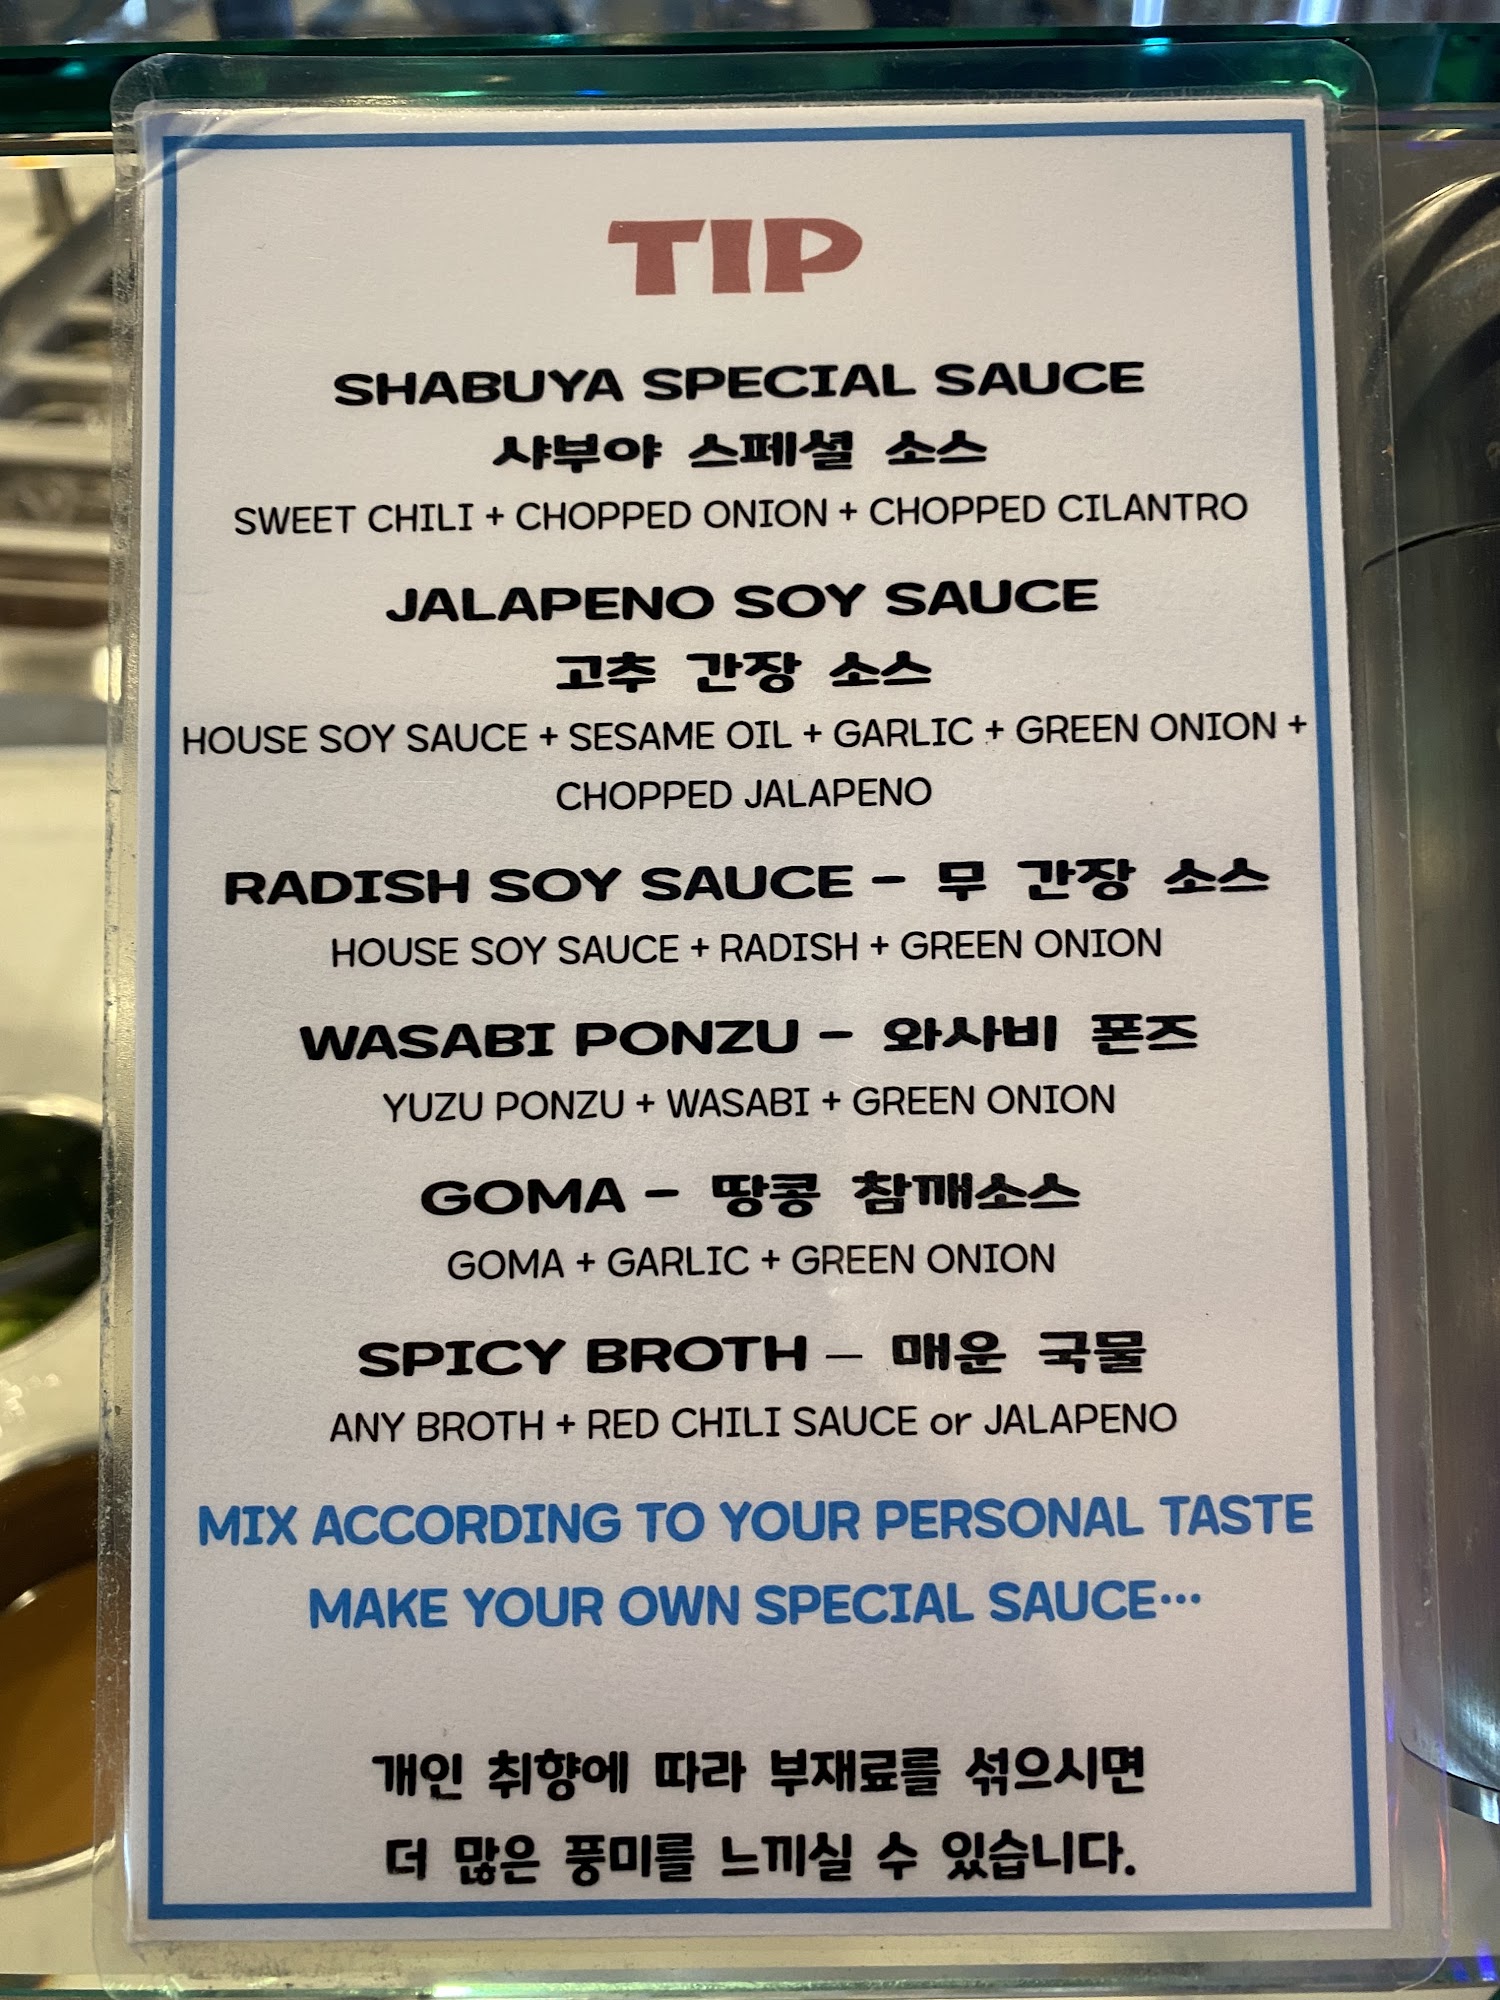 TIP
SHABUYA SPECIAL SAUCE
샤부야 스페셜 소스
SWEET CHILI + CHOPPED ONION + CHOPPED CILANTRO
JALAPENO SOY SAUCE
고추 간장 소스
HOUSE SOY SAUCE + SESAME OIL + GARLIC + GREEN ONION +
CHOPPED JALAPENO
RADISH SOY SAUCE – 무 간장 소스
HOUSE SOY SAUCE + RADISH + GREEN ONION
WASABI PONZU – 와사비 폰즈
YUZU PONZU + WASABI + GREEN ONION
GOMA – 땅콩 참깨소스
GOMA + GARLIC + GREEN ONION
SPICY BROTH – 매운 국물
ANY BROTH + RED CHILI SAUCE or JALAPENO
MIX ACCORDING TO YOUR PERSONAL TASTE
MAKE YOUR OWN SPECIAL SAUCE…
개인 취향에 따라 부재료를 섞으시면
더 많은 풍미를 느끼실 수 있습니다.